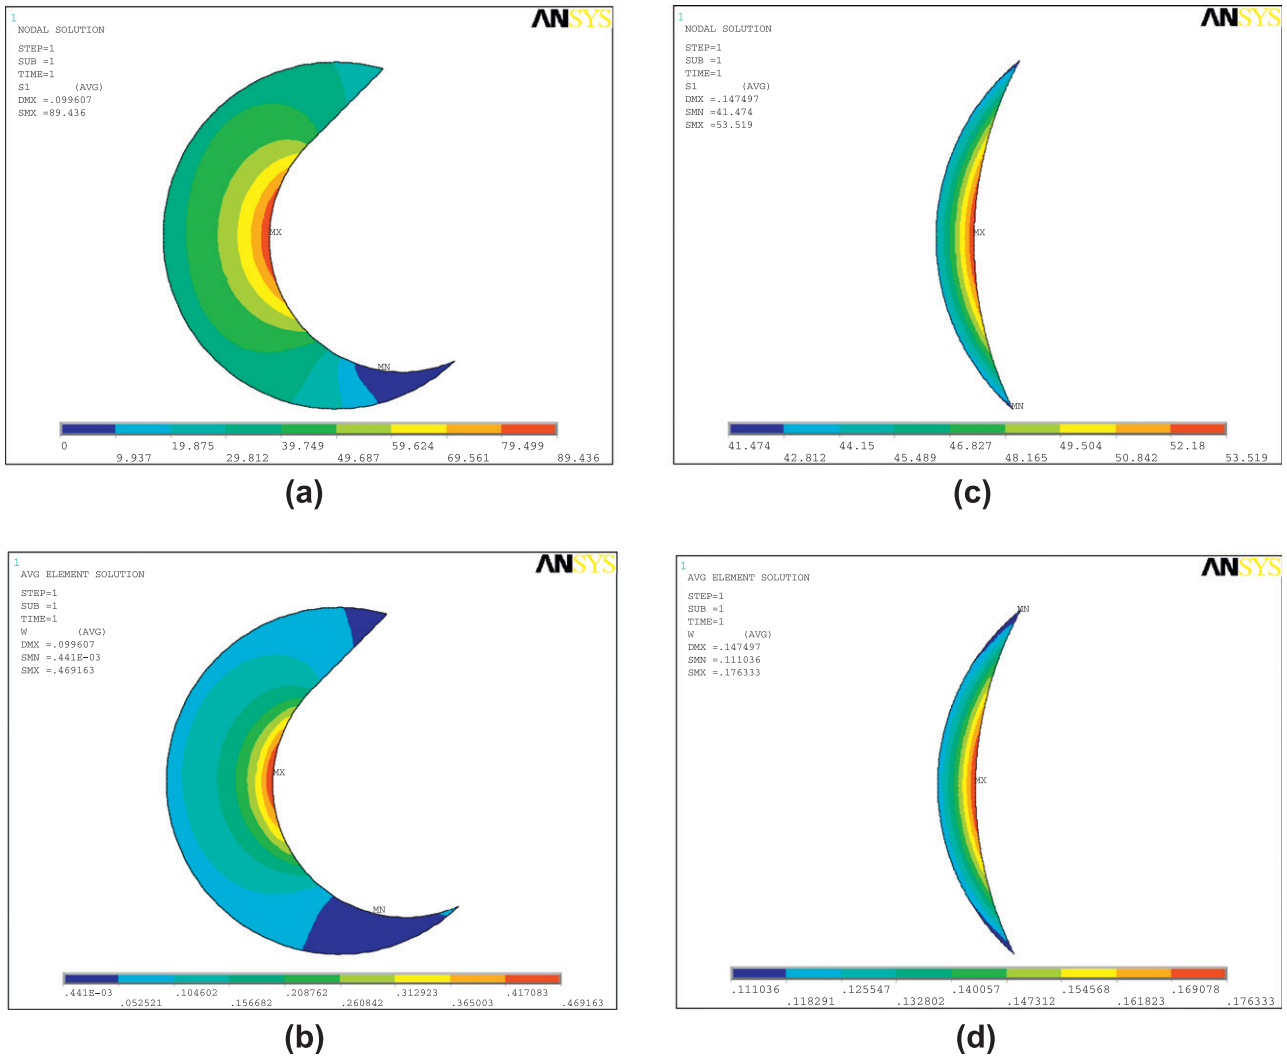 1
ANSYS
NODAL SOLUTION
STEP=1
SUB =1
TIME=1
S1 (AVG)
DMX =.099607
SMX =89.436
MX
MN
0 19.875 39.749 59.624 79.499
9.937 29.812 49.687 69.561 89.436
(a)
1
ANSYS
NODAL SOLUTION
STEP=1
SUB =1
TIME=1
S1 (AVG)
DMX =.147497
SMN =41.474
SMX =53.519
MX
MN
41.474 44.15 46.827 49.504 52.18
42.812 45.489 48.165 50.842 53.519
(c)
1
ANSYS
AVG ELEMENT SOLUTION
STEP=1
SUB =1
TIME=1
W (AVG)
DMX =.099607
SMN =.441E-03
SMX =.469163
MX
MN
.441E-03 .104602 .208762 .312923 .417083
.052521 .156682 .260842 .365003 .469163
(b)
1
ANSYS
AVG ELEMENT SOLUTION
STEP=1
SUB =1
TIME=1
W (AVG)
DMX =.147497
SMN =.111036
SMX =.176333
MN
MX
.111036 .125547 .140057 .154568 .169078
.118291 .132802 .147312 .161823 .176333
(d)